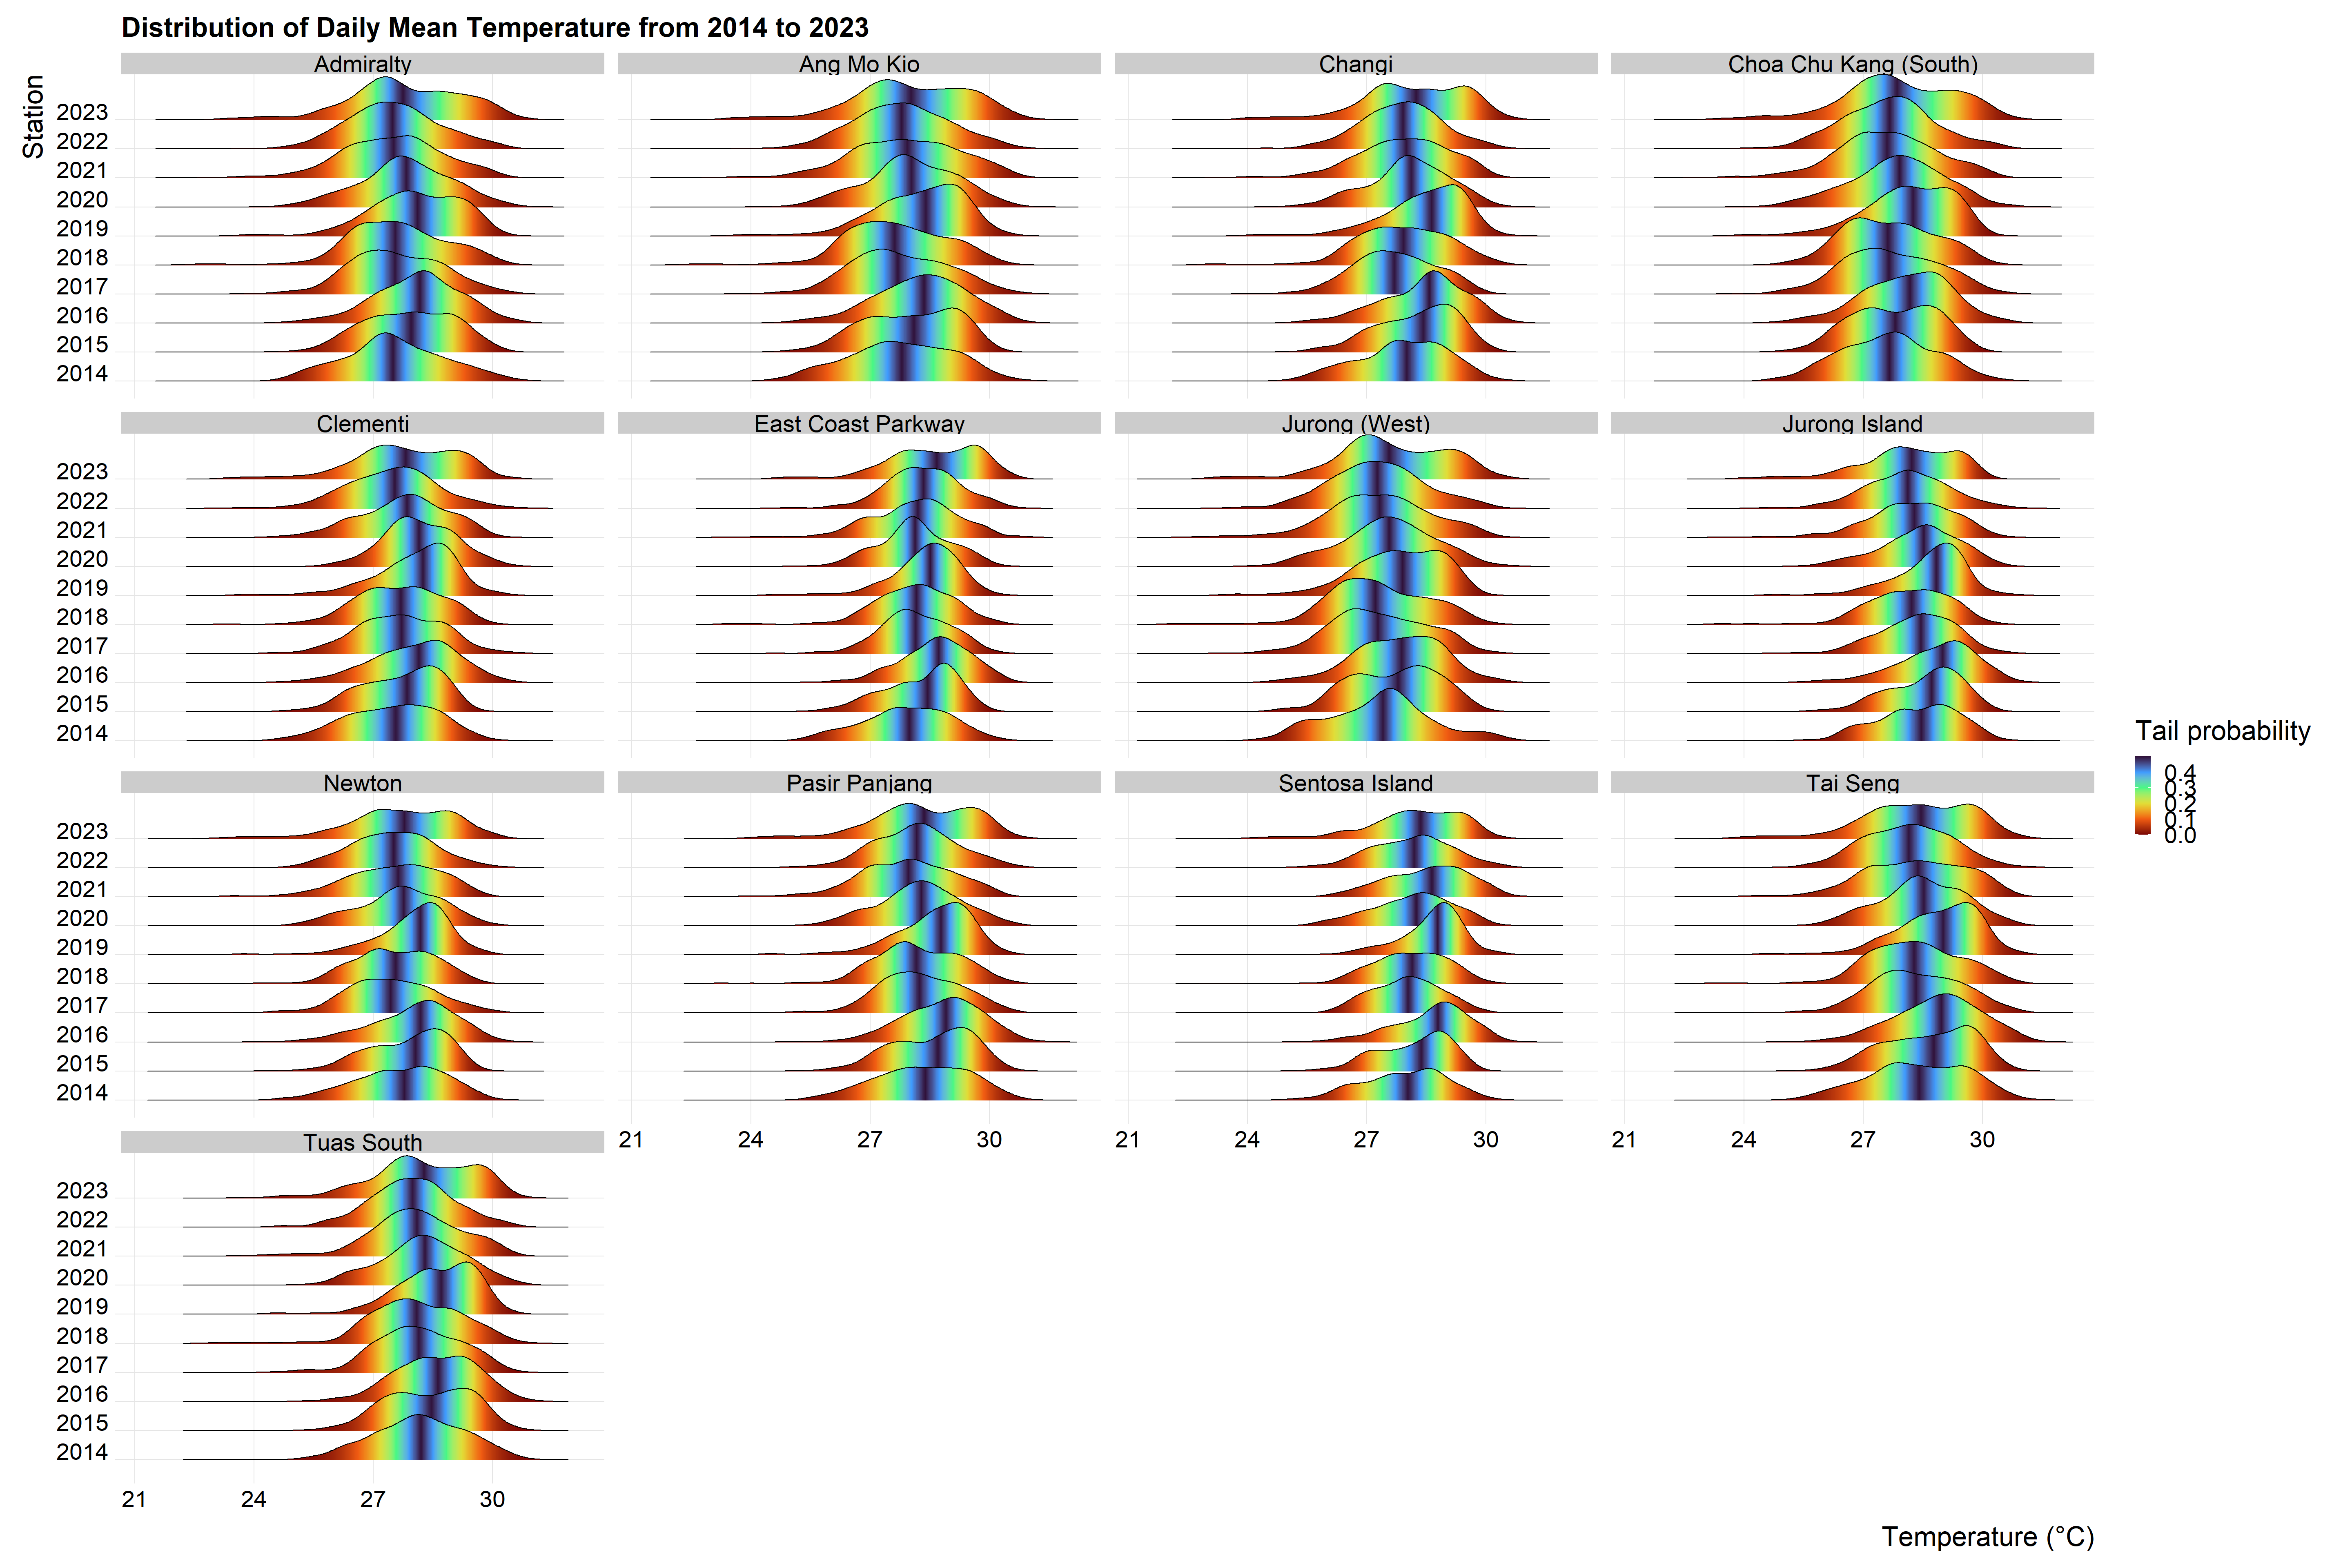 Distribution of Daily Mean Temperature from 2014 to 2023
Station
Admiralty
Ang Mo Kio
Changi
Choa Chu Kang (South)
2023
2022
2021
2020
2019
2018
2017
2016
2015
2014
Clementi
East Coast Parkway
Jurong (West)
Jurong Island
2023
2022
2021
2020
2019
2018
2017
2016
2015
2014
Newton
Pasir Panjang
Sentosa Island
Tai Seng
2023
2022
2021
2020
2019
2018
2017
2016
2015
2014
21 24 27 30
21 24 27 30
21 24 27 30
Tuas South
2023
2022
2021
2020
2019
2018
2017
2016
2015
2014
21 24 27 30
Temperature (°C)
Tail probability
0.4
0.3
0.2
0.1
0.0